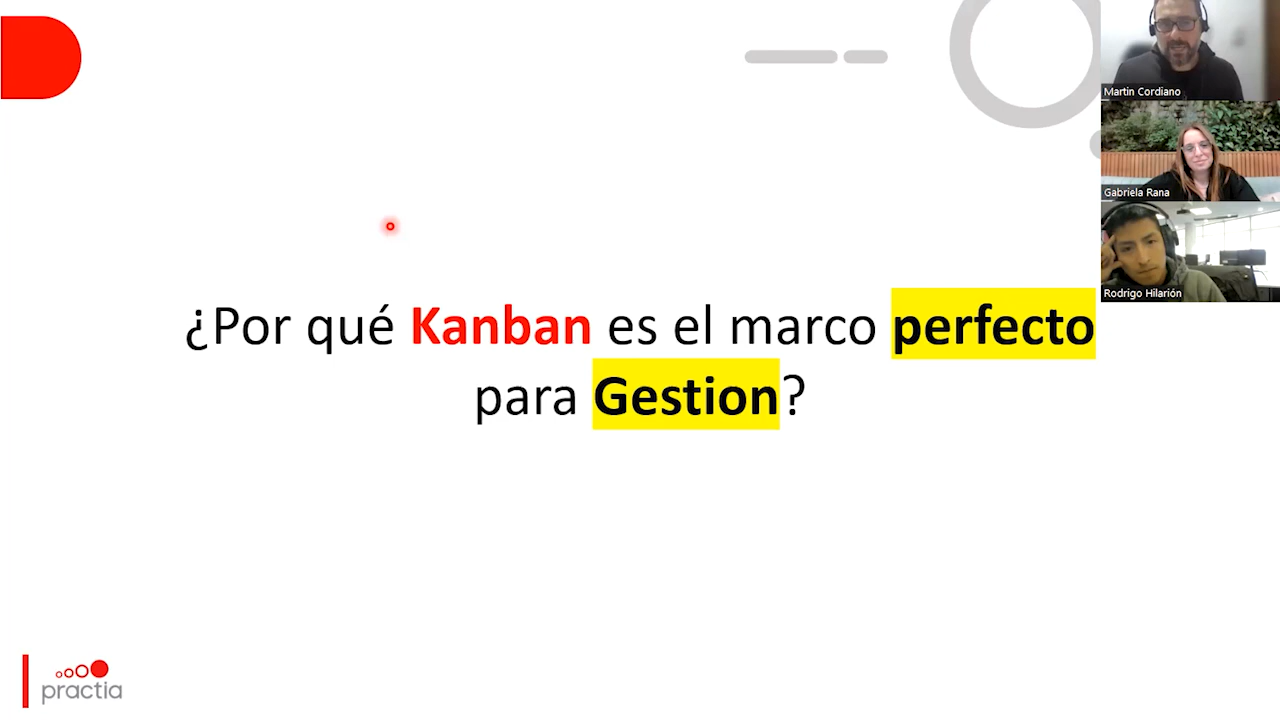 ¿Por qué Kanban es el marco perfecto
para Gestion?
Martin Cordiano
Gabriela Rana
Rodrigo Hilarión
practia